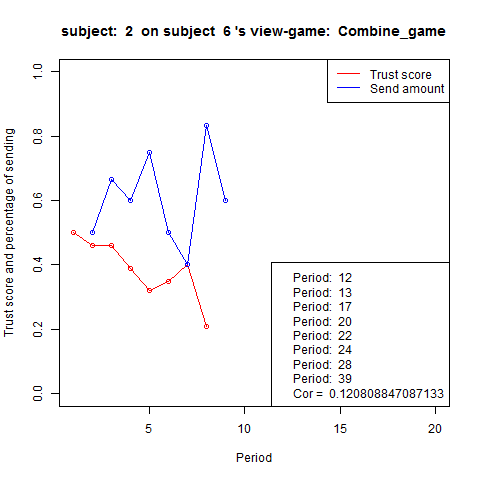 subject:  2  on subject  6 's view-game:  Combine_game
Trust score
Send amount
Trust score and percentage of sending
1.0
0.8
0.6
0.4
0.2
0.0
Period:  12
Period:  13
Period:  17
Period:  20
Period:  22
Period:  24
Period:  28
Period:  39
Cor =  0.120808847087133
5 10 15 20
Period